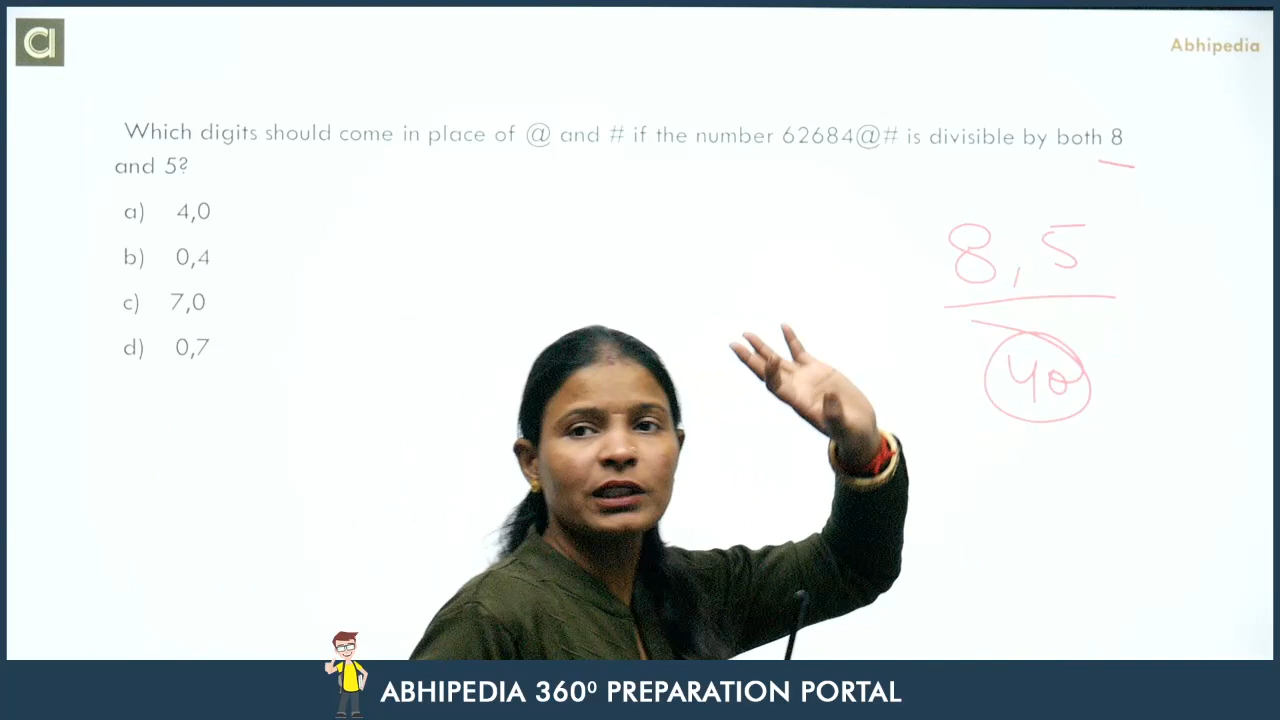 Abhipedia
Which digits should come in place of @ and # if the number 62684@# is divisible by both 8
and 5?
a) 4,0
b) 0,4
c) 7,0
d) 0,7
8, 5
40
ABHIPEDIA 360⁰ PREPARATION PORTAL